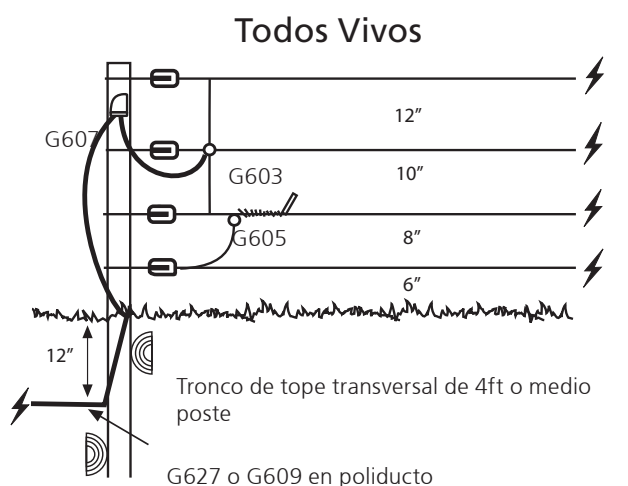 Todos Vivos
12″
G607
10″
G603
G605
8″
6″
12″
Tronco de tope transversal de 4ft o medio
poste
G627 o G609 en poliducto